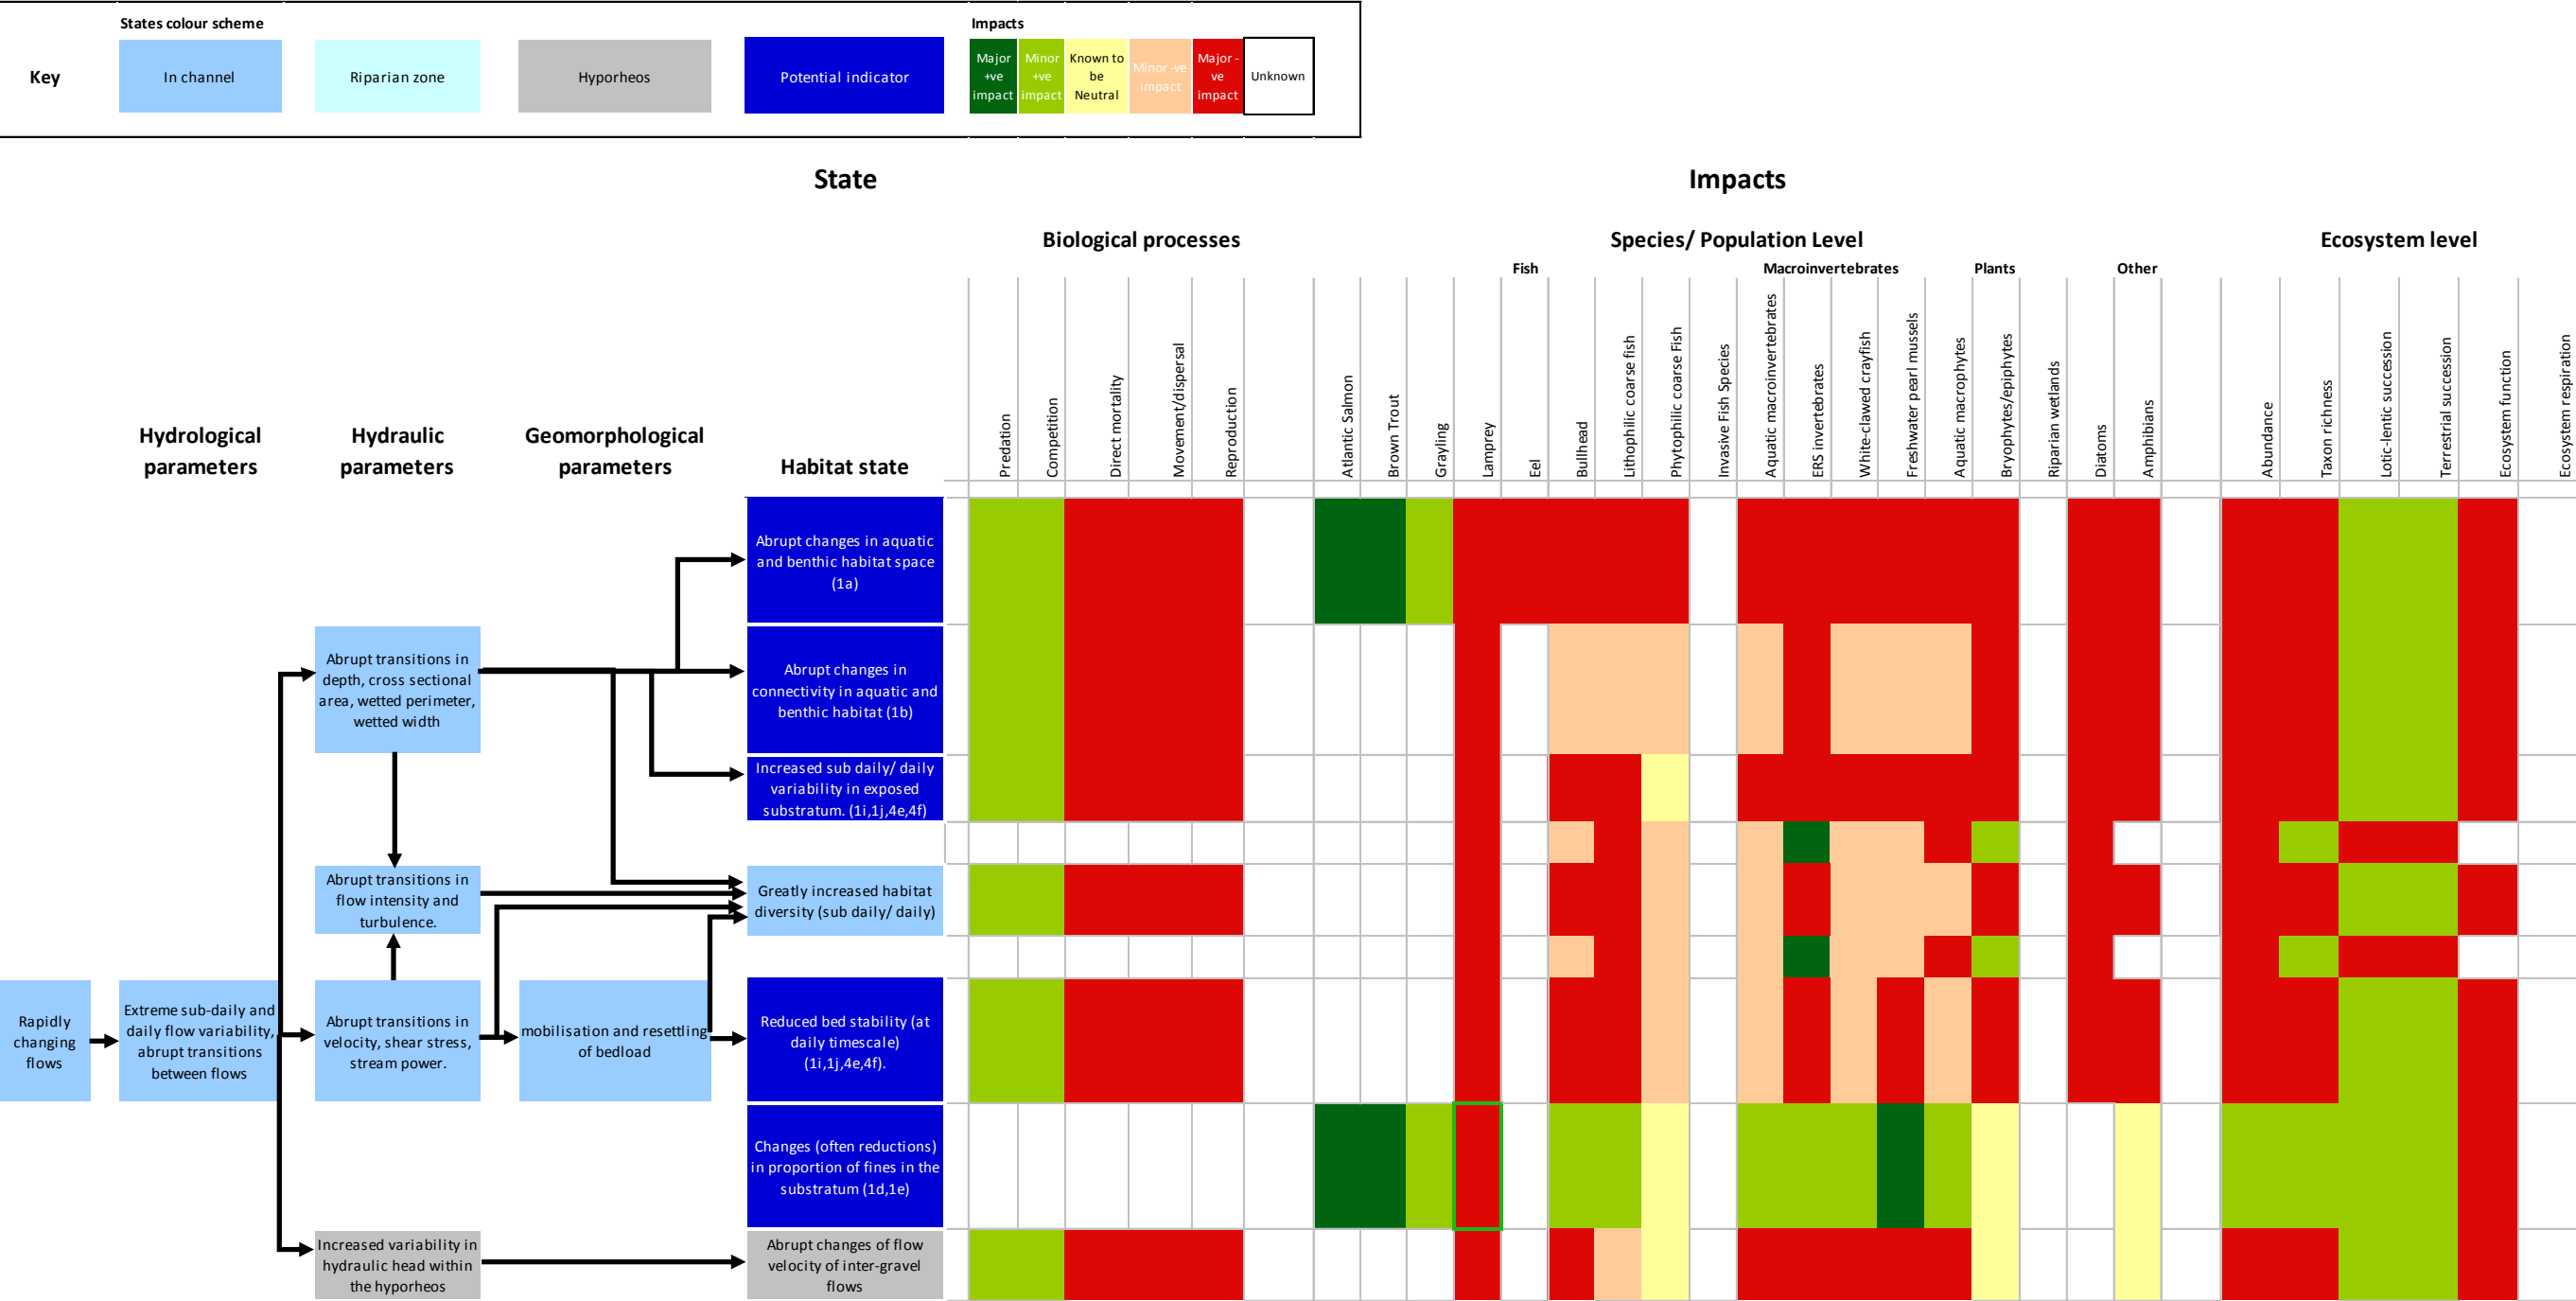 States colour scheme
Impacts
Key
In channel
Riparian zone
Hyporheos
Potential indicator
Major
+ve
impact
Minor
+ve
impact
Known to
be
Neutral
Minor -ve
impact
Major -
ve
impact
Unknown
State
Impacts
Biological processes
Species/ Population Level
Ecosystem level
Fish
Macroinvertebrates
Plants
Other
Hydrological
parameters
Hydraulic
parameters
Geomorphological
parameters
Habitat state
Predation
Competition
Direct mortality
Movement/dispersal
Reproduction
Atlantic Salmon
Brown Trout
Grayling
Lamprey
Eel
Bullhead
Lithophilic coarse fish
Phytophilic coarse Fish
Invasive Fish Species
Aquatic macroinvertebrates
ERS invertebrates
White-clawed crayfish
Freshwater pearl mussels
Aquatic macrophytes
Bryophytes/epiphytes
Riparian wetlands
Diatoms
Amphibians
Abundance
Taxon richness
Lotic-lentic succession
Terrestrial succession
Ecosystem function
Ecosystem respiration
Abrupt changes in aquatic
and benthic habitat space
(1a)
Abrupt transitions in
depth, cross sectional
area, wetted perimeter,
wetted width
Abrupt changes in
connectivity in aquatic and
benthic habitat (1b)
Increased sub daily/ daily
variability in exposed
substratum. (1i,1j,4e,4f)
Abrupt transitions in
flow intensity and
turbulence.
Greatly increased habitat
diversity (sub daily/ daily)
Rapidly
changing
flows
Extreme sub-daily and
daily flow variability,
abrupt transitions
between flows
Abrupt transitions in
velocity, shear stress,
stream power.
mobilisation and resettling
of bedload
Reduced bed stability (at
daily timescale)
(1i,1j,4e,4f).
Changes (often reductions)
in proportion of fines in the
substratum (1d,1e)
Increased variability in
hydraulic head within
the hyporheos
Abrupt changes of flow
velocity of inter-gravel
flows